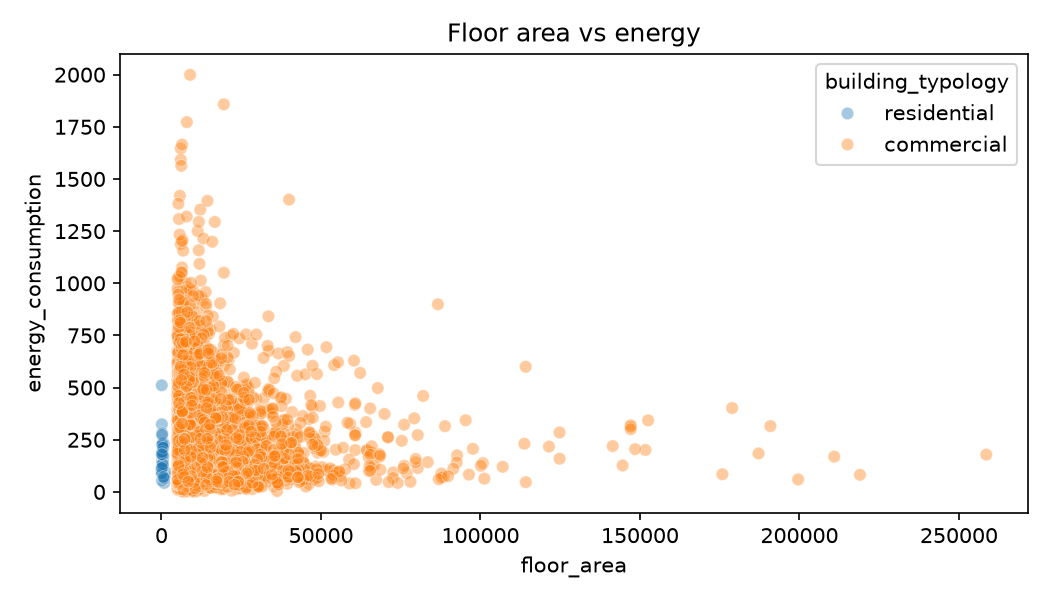 Floor area vs energy
building_typology
residential
commercial
2000
1750
1500
1250
1000
750
500
250
0
energy_consumption
0
50000
100000
150000
200000
250000
floor_area